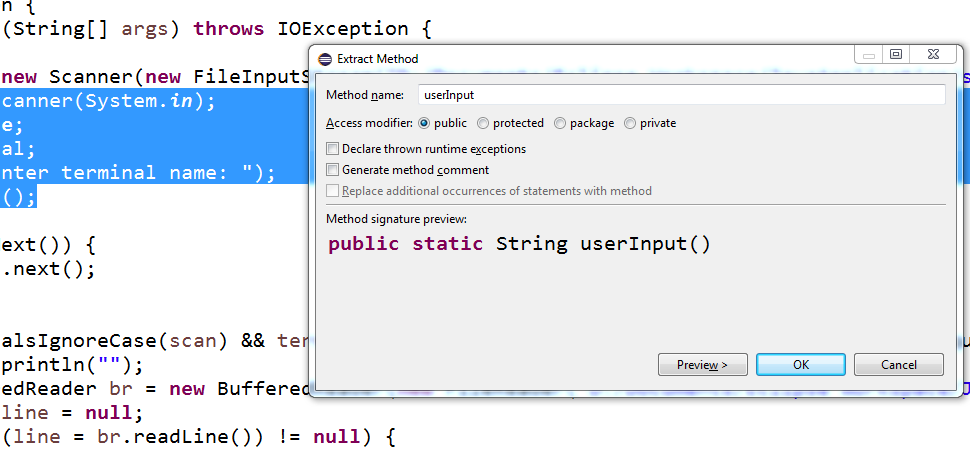 n {
(String[] args) throws IOException {
Extract Method
new Scanner(new FileInputS
canner(System.in);
e;
al;
nter terminal name: ");
();
Method name: userInput
Access modifier: public protected package private
Declare thrown runtime exceptions
Generate method comment
Replace additional occurrences of statements with method
Method signature preview:
public static String userInput()
ext()) {
.next();
alsIgnoreCase(scan) && ter
println("");
edReader br = new Buffered
line = null;
(line = br.readLine()) != null) {
Preview >
OK
Cancel